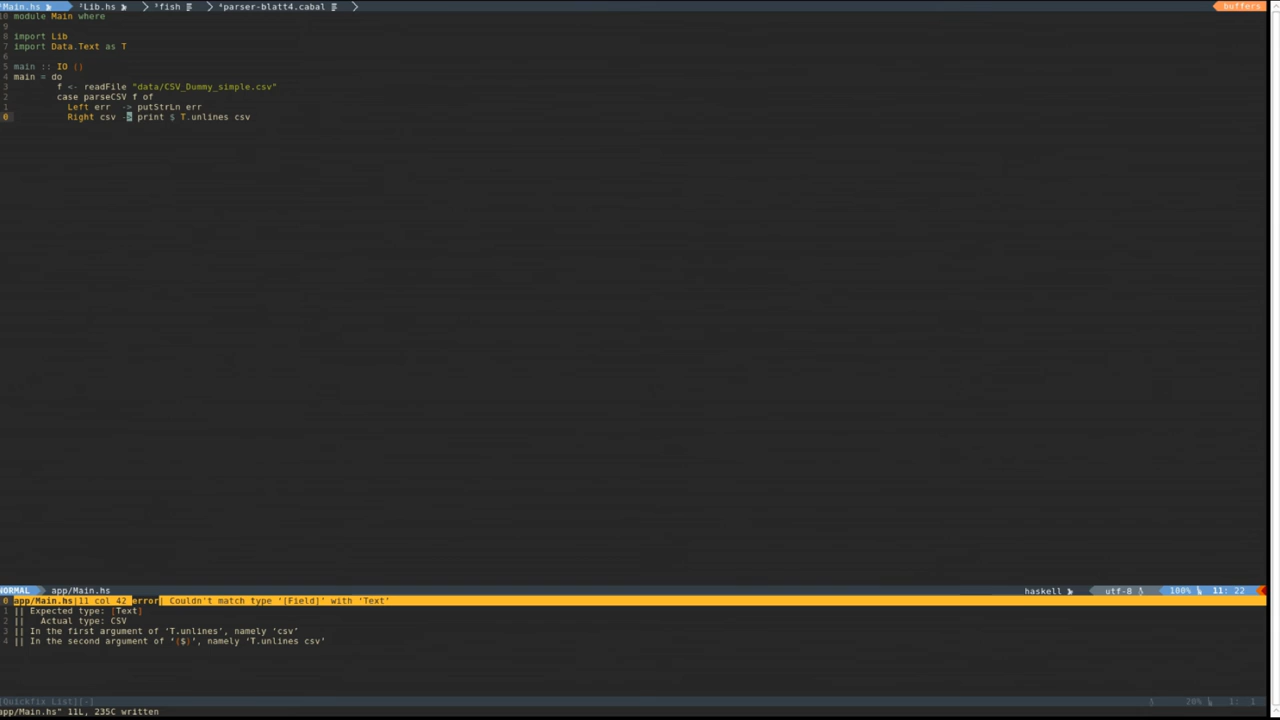 Main.hs ²Lib.hs ³fish ⁴parser-blatt4.cabal buffers
10 module Main where
9
8 import Lib
7 import Data.Text as T
6
5 main :: IO ()
4 main = do
3 f <- readFile "data/CSV_Dummy_simple.csv"
2 case parseCSV f of
1 Left err -> putStrLn err
0 Right csv -> print $ T.unlines csv
NORMAL app/Main.hs haskell utf-8 100% 11: 22
0 app/Main.hs|11 col 42 error| Couldn't match type ‘[Field]’ with ‘Text’
1 || Expected type: [Text]
2 || Actual type: CSV
3 || In the first argument of ‘T.unlines’, namely ‘csv’
4 || In the second argument of ‘($)’, namely ‘T.unlines csv’
[Quickfix List][-] 20% 1: 1
app/Main.hs" 11L, 235C written